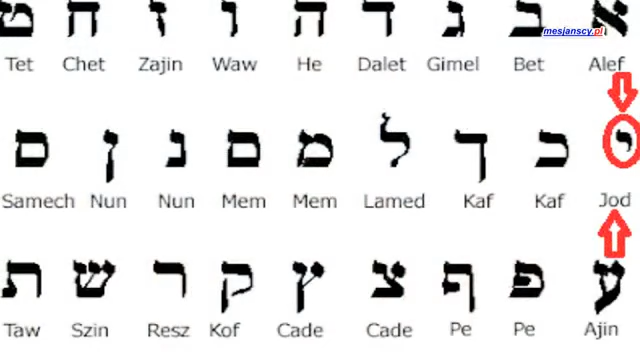 mesjanscy.pl
א ב ג ד ה ו ז ח ט
Tet Chet Zajin Waw He Dalet Gimel Bet Alef
י כ ך ל מ ם נ ן ס
Samech Nun Nun Mem Mem Lamed Kaf Kaf Jod
ע פ ף צ ץ ק ר ש ת
Taw Szin Resz Kof Cade Cade Pe Pe Ajin